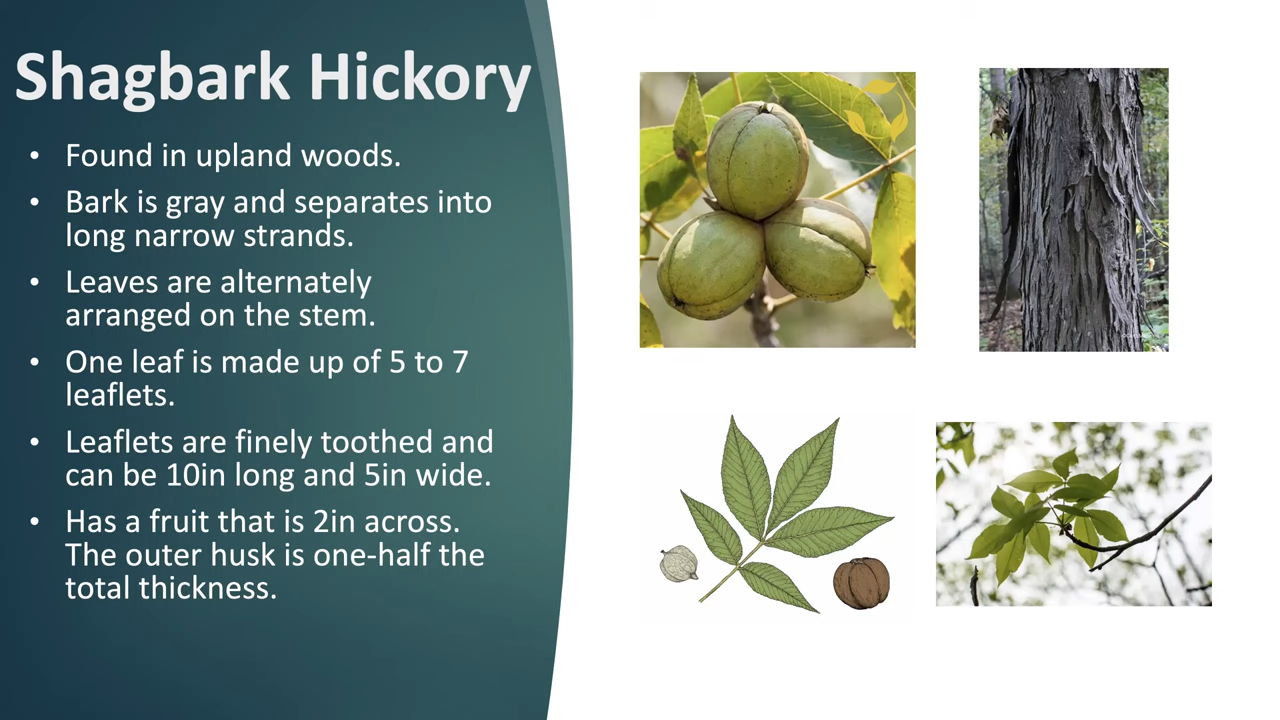 Shagbark Hickory
• Found in upland woods.
• Bark is gray and separates into
long narrow strands.
• Leaves are alternately
arranged on the stem.
• One leaf is made up of 5 to 7
leaflets.
• Leaflets are finely toothed and
can be 10in long and 5in wide.
• Has a fruit that is 2in across.
The outer husk is one-half the
total thickness.